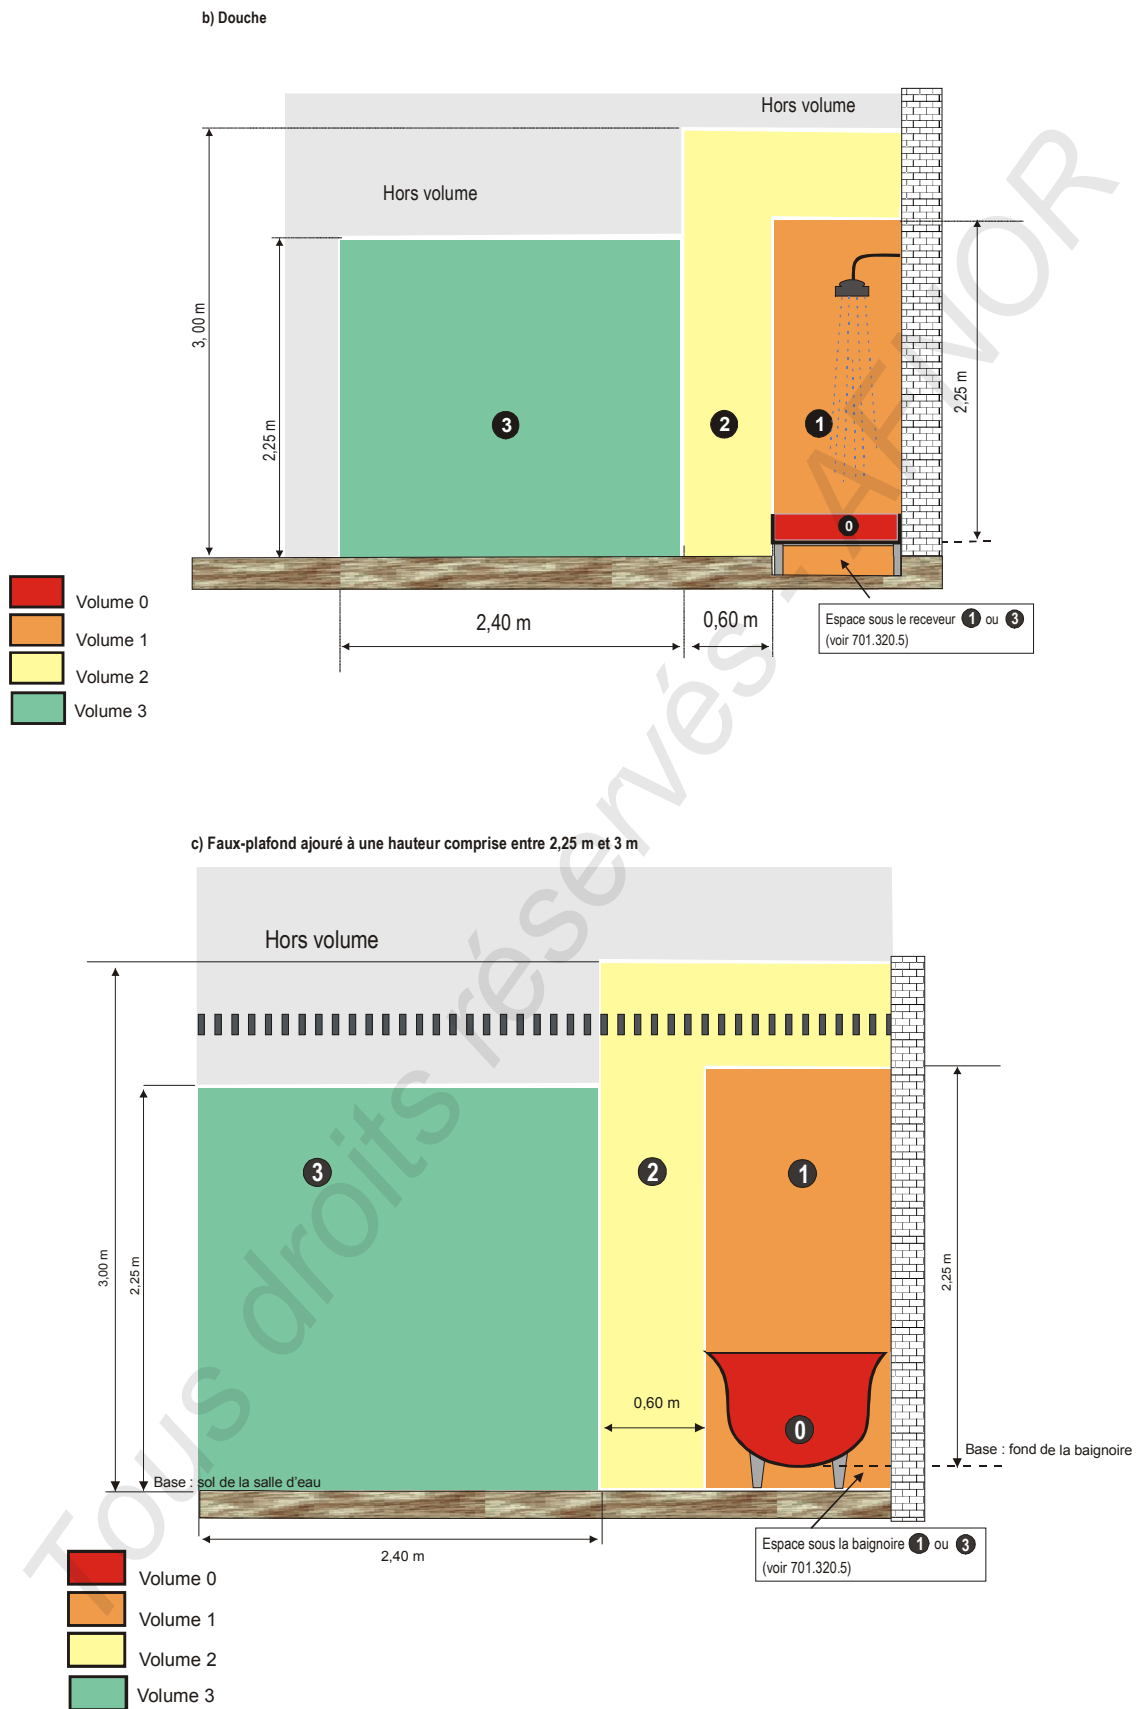 b) Douche
Hors volume
Hors volume
3, 00 m
2,25 m
2,25 m
3
2
1
0
Volume 0
Volume 1
Volume 2
Volume 3
2,40 m
0,60 m
Espace sous le receveur 1 ou 3
(voir 701.320.5)
c) Faux-plafond ajouré à une hauteur comprise entre 2,25 m et 3 m
Hors volume
3
2
1
3,00 m
2,25 m
2,25 m
0,60 m
0
Base : fond de la baignoire
Base : sol de la salle d'eau
2,40 m
Espace sous la baignoire 1 ou 3
(voir 701.320.5)
Volume 0
Volume 1
Volume 2
Volume 3
Tous droits réservés - AFNOR